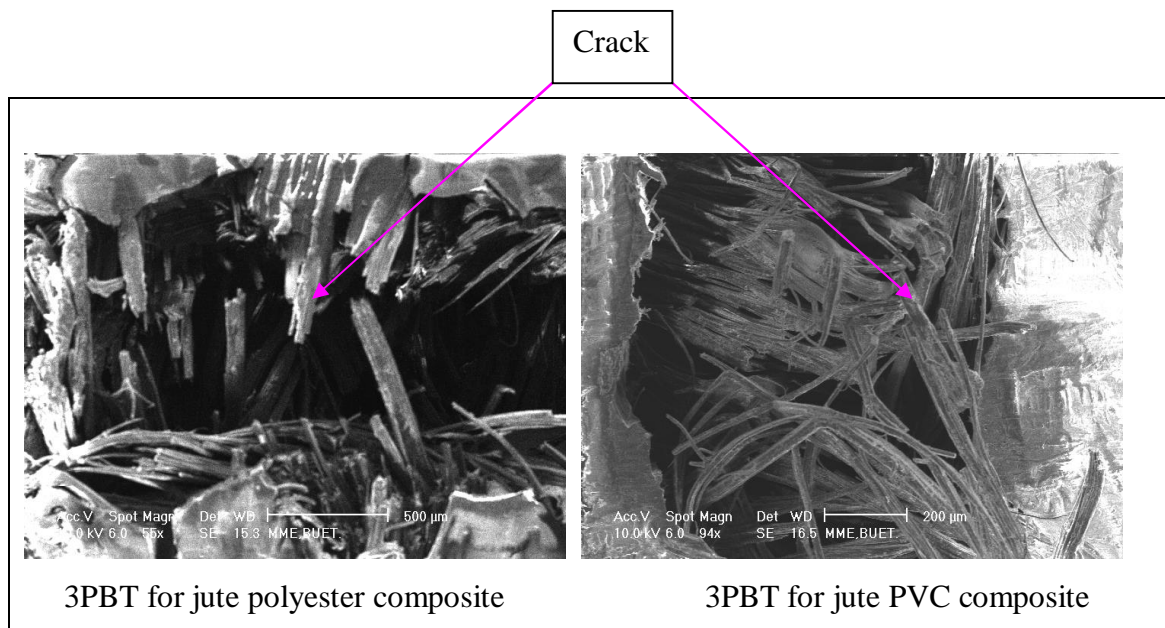 Crack
Acc.V Spot Magn Det WD 500 µm
0.0 kV 6.0 55x SE 15.3 MME,BUET.
Acc.V Spot Magn Det WD 200 µm
10.0 kV 6.0 94x SE 16.5 MME,BUET.
3PBT for jute polyester composite
3PBT for jute PVC composite